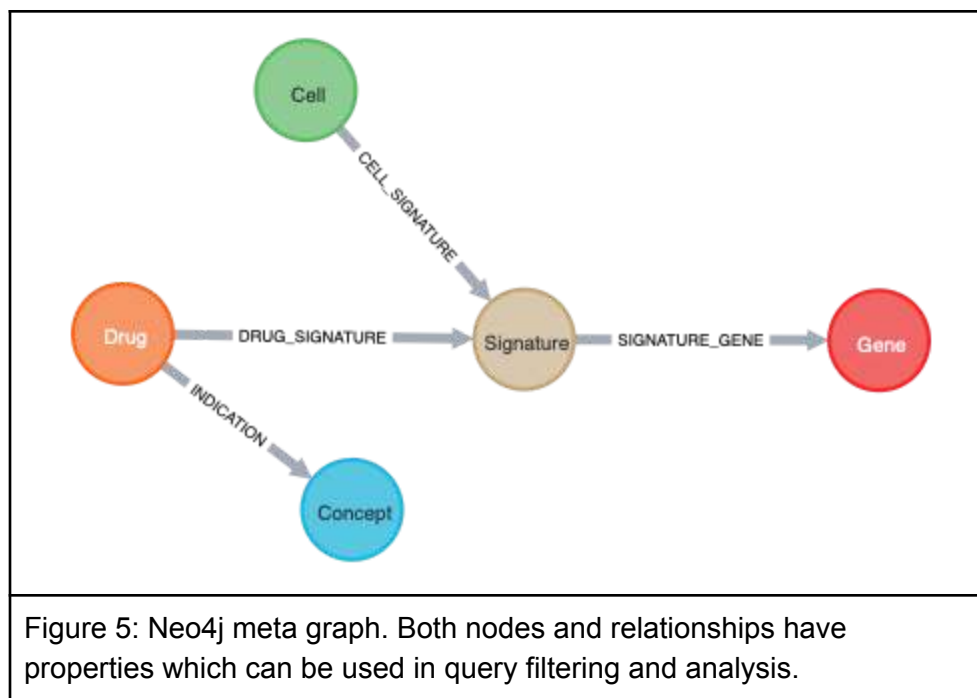 Cell
CELL_SIGNATURE
Drug
DRUG_SIGNATURE
Signature
SIGNATURE_GENE
Gene
INDICATION
Concept
Figure 5: Neo4j meta graph. Both nodes and relationships have
properties which can be used in query filtering and analysis.